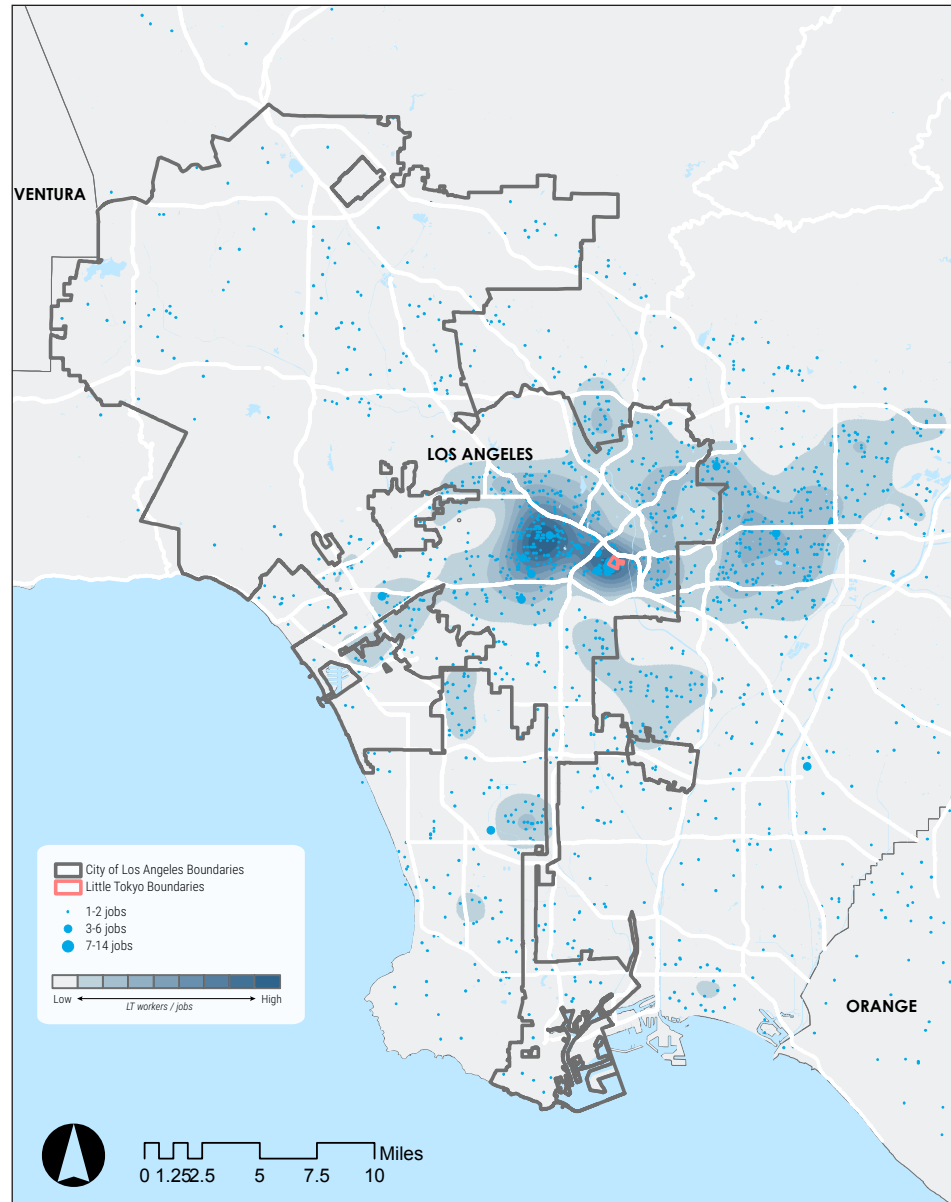 VENTURA
LOS ANGELES
City of Los Angeles Boundaries
Little Tokyo Boundaries
1-2 jobs
3-6 jobs
7-14 jobs
Low
High
LT workers / jobs
ORANGE
Miles
0 1.25 2.5 5 7.5 10